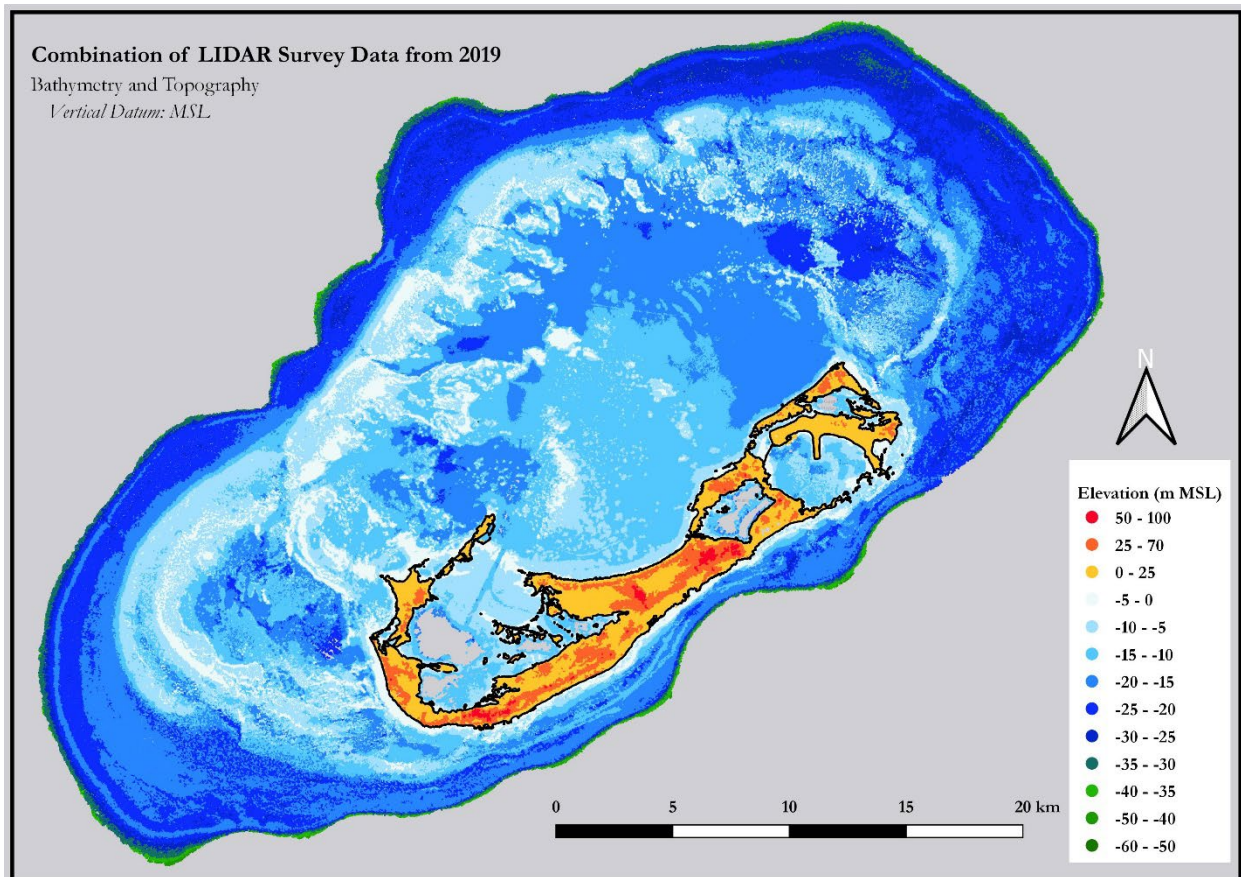 Combination of LIDAR Survey Data from 2019
Bathymetry and Topography
Vertical Datum: MSL
N
Elevation (m MSL)
50 - 100
25 - 70
0 - 25
-5 - 0
-10 - -5
-15 - -10
-20 - -15
-25 - -20
-30 - -25
-35 - -30
-40 - -35
-50 - -40
-60 - -50
0 5 10 15 20 km